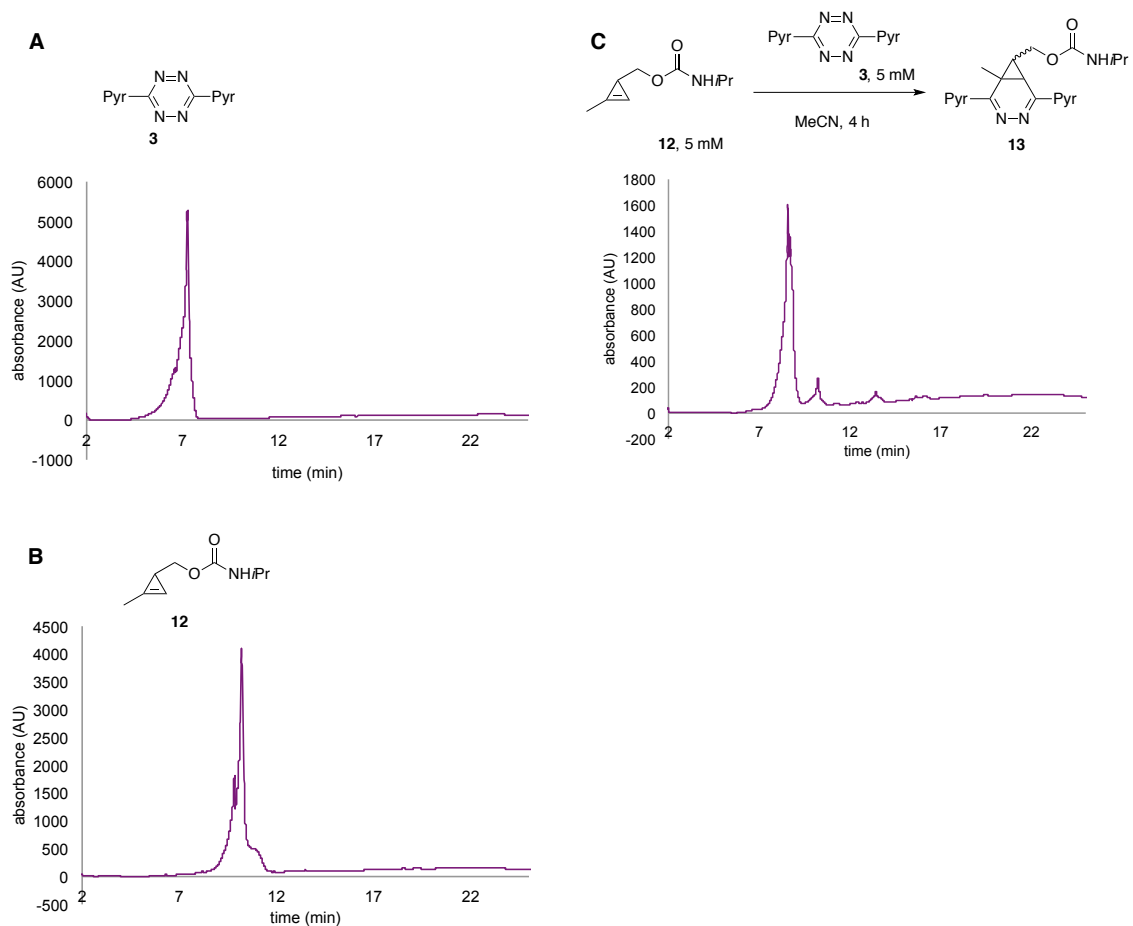 A
N N
Pyr Pyr
N N
3
6000
5000
4000
3000
2000
1000
0
-1000
2 7 12 17 22
absorbance (AU)
time (min)
B
O
O NHiPr
12
4500
4000
3500
3000
2500
2000
1500
1000
500
0
-500
2 7 12 17 22
absorbance (AU)
time (min)
C
O
O NHiPr
12, 5 mM
N N
Pyr Pyr
N N
3, 5 mM
MeCN, 4 h
O
O NHiPr
Pyr Pyr
N N
13
1800
1600
1400
1200
1000
800
600
400
200
0
-200
2 7 12 17 22
absorbance (AU)
time (min)